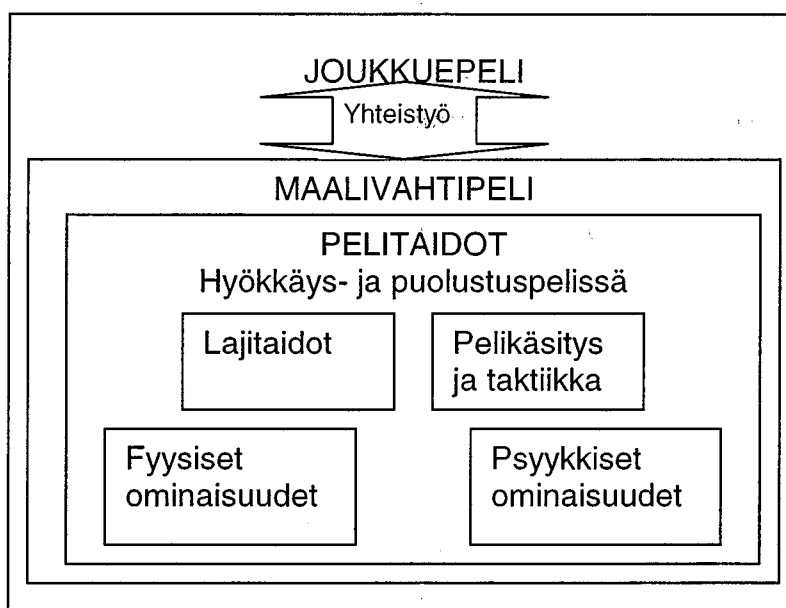 JOUKKUEPELI
Yhteistyö
MAALIVAHTIPELI
PELITAIDOT
Hyökkäys- ja puolustuspelissä
Lajitaidot
Pelikäsitys
ja taktiikka
Fyysiset
ominaisuudet
Psyykkiset
ominaisuudet